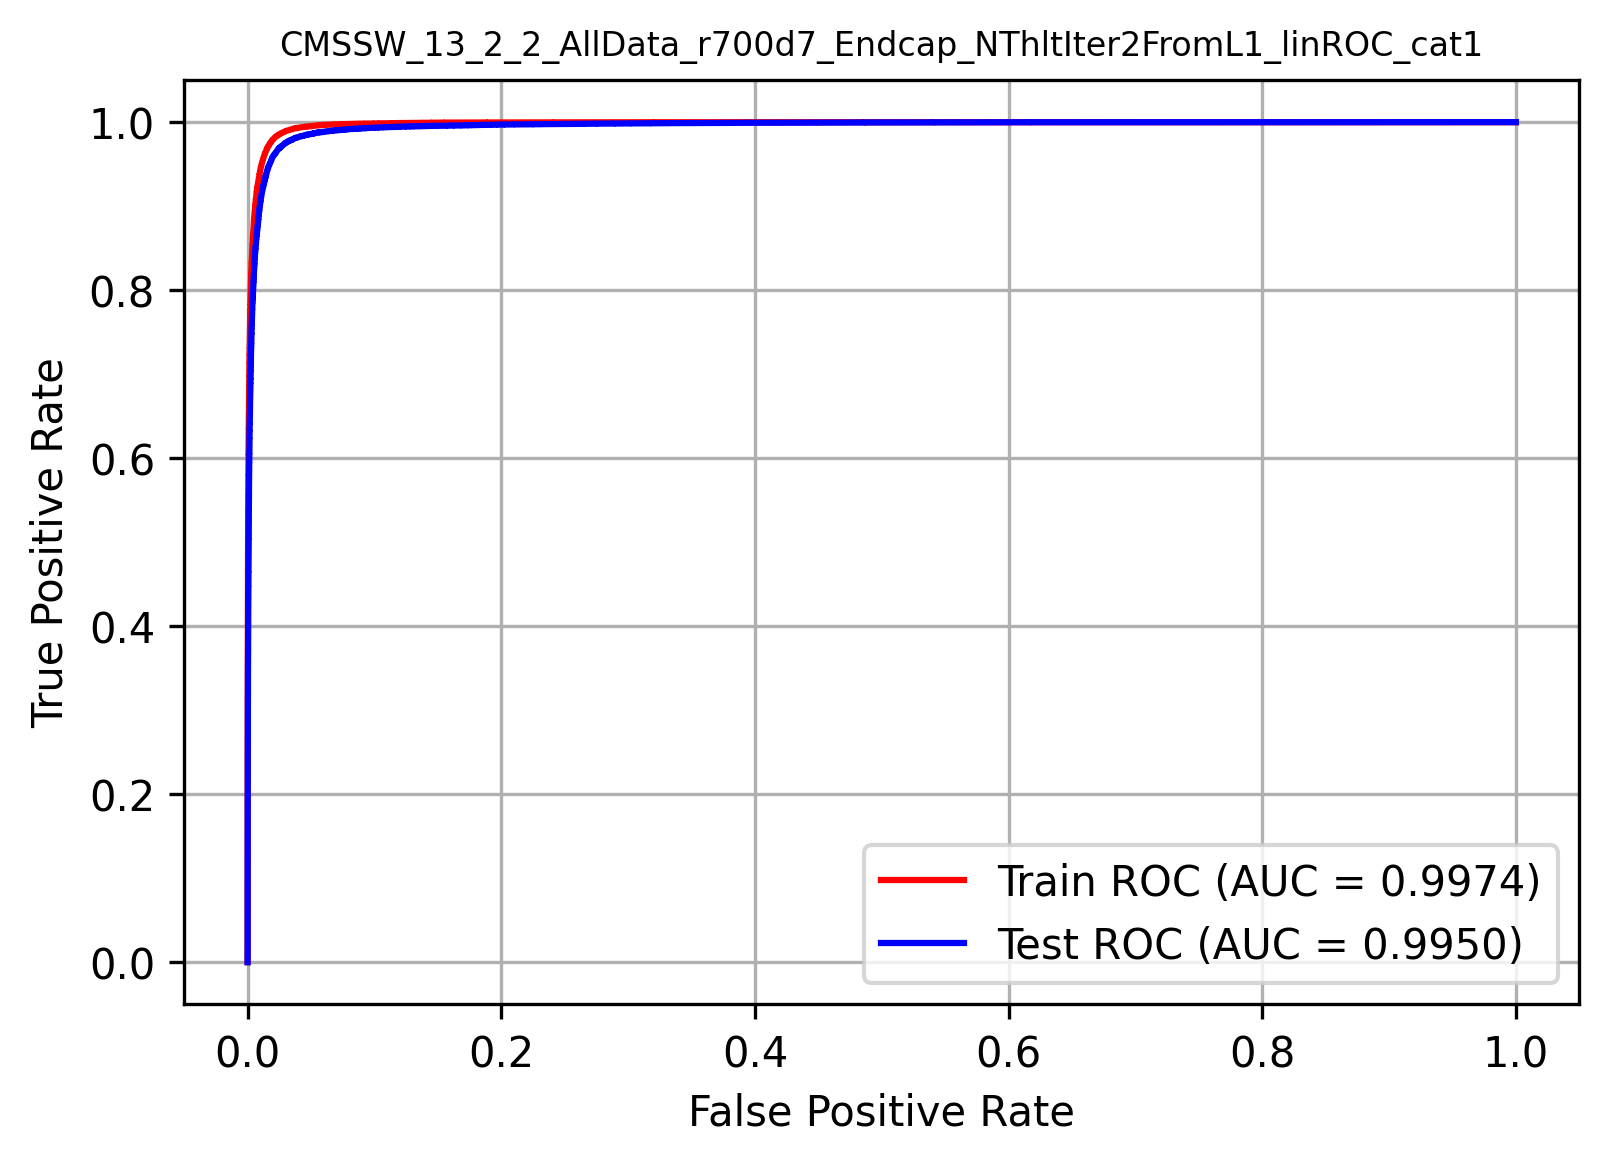 CMSSW_13_2_2_AllData_r700d7_Endcap_NThltIter2FromL1_linROC_cat1
True Positive Rate
1.0
0.8
0.6
0.4
0.2
0.0
Train ROC (AUC = 0.9974)
Test ROC (AUC = 0.9950)
0.0 0.2 0.4 0.6 0.8 1.0
False Positive Rate